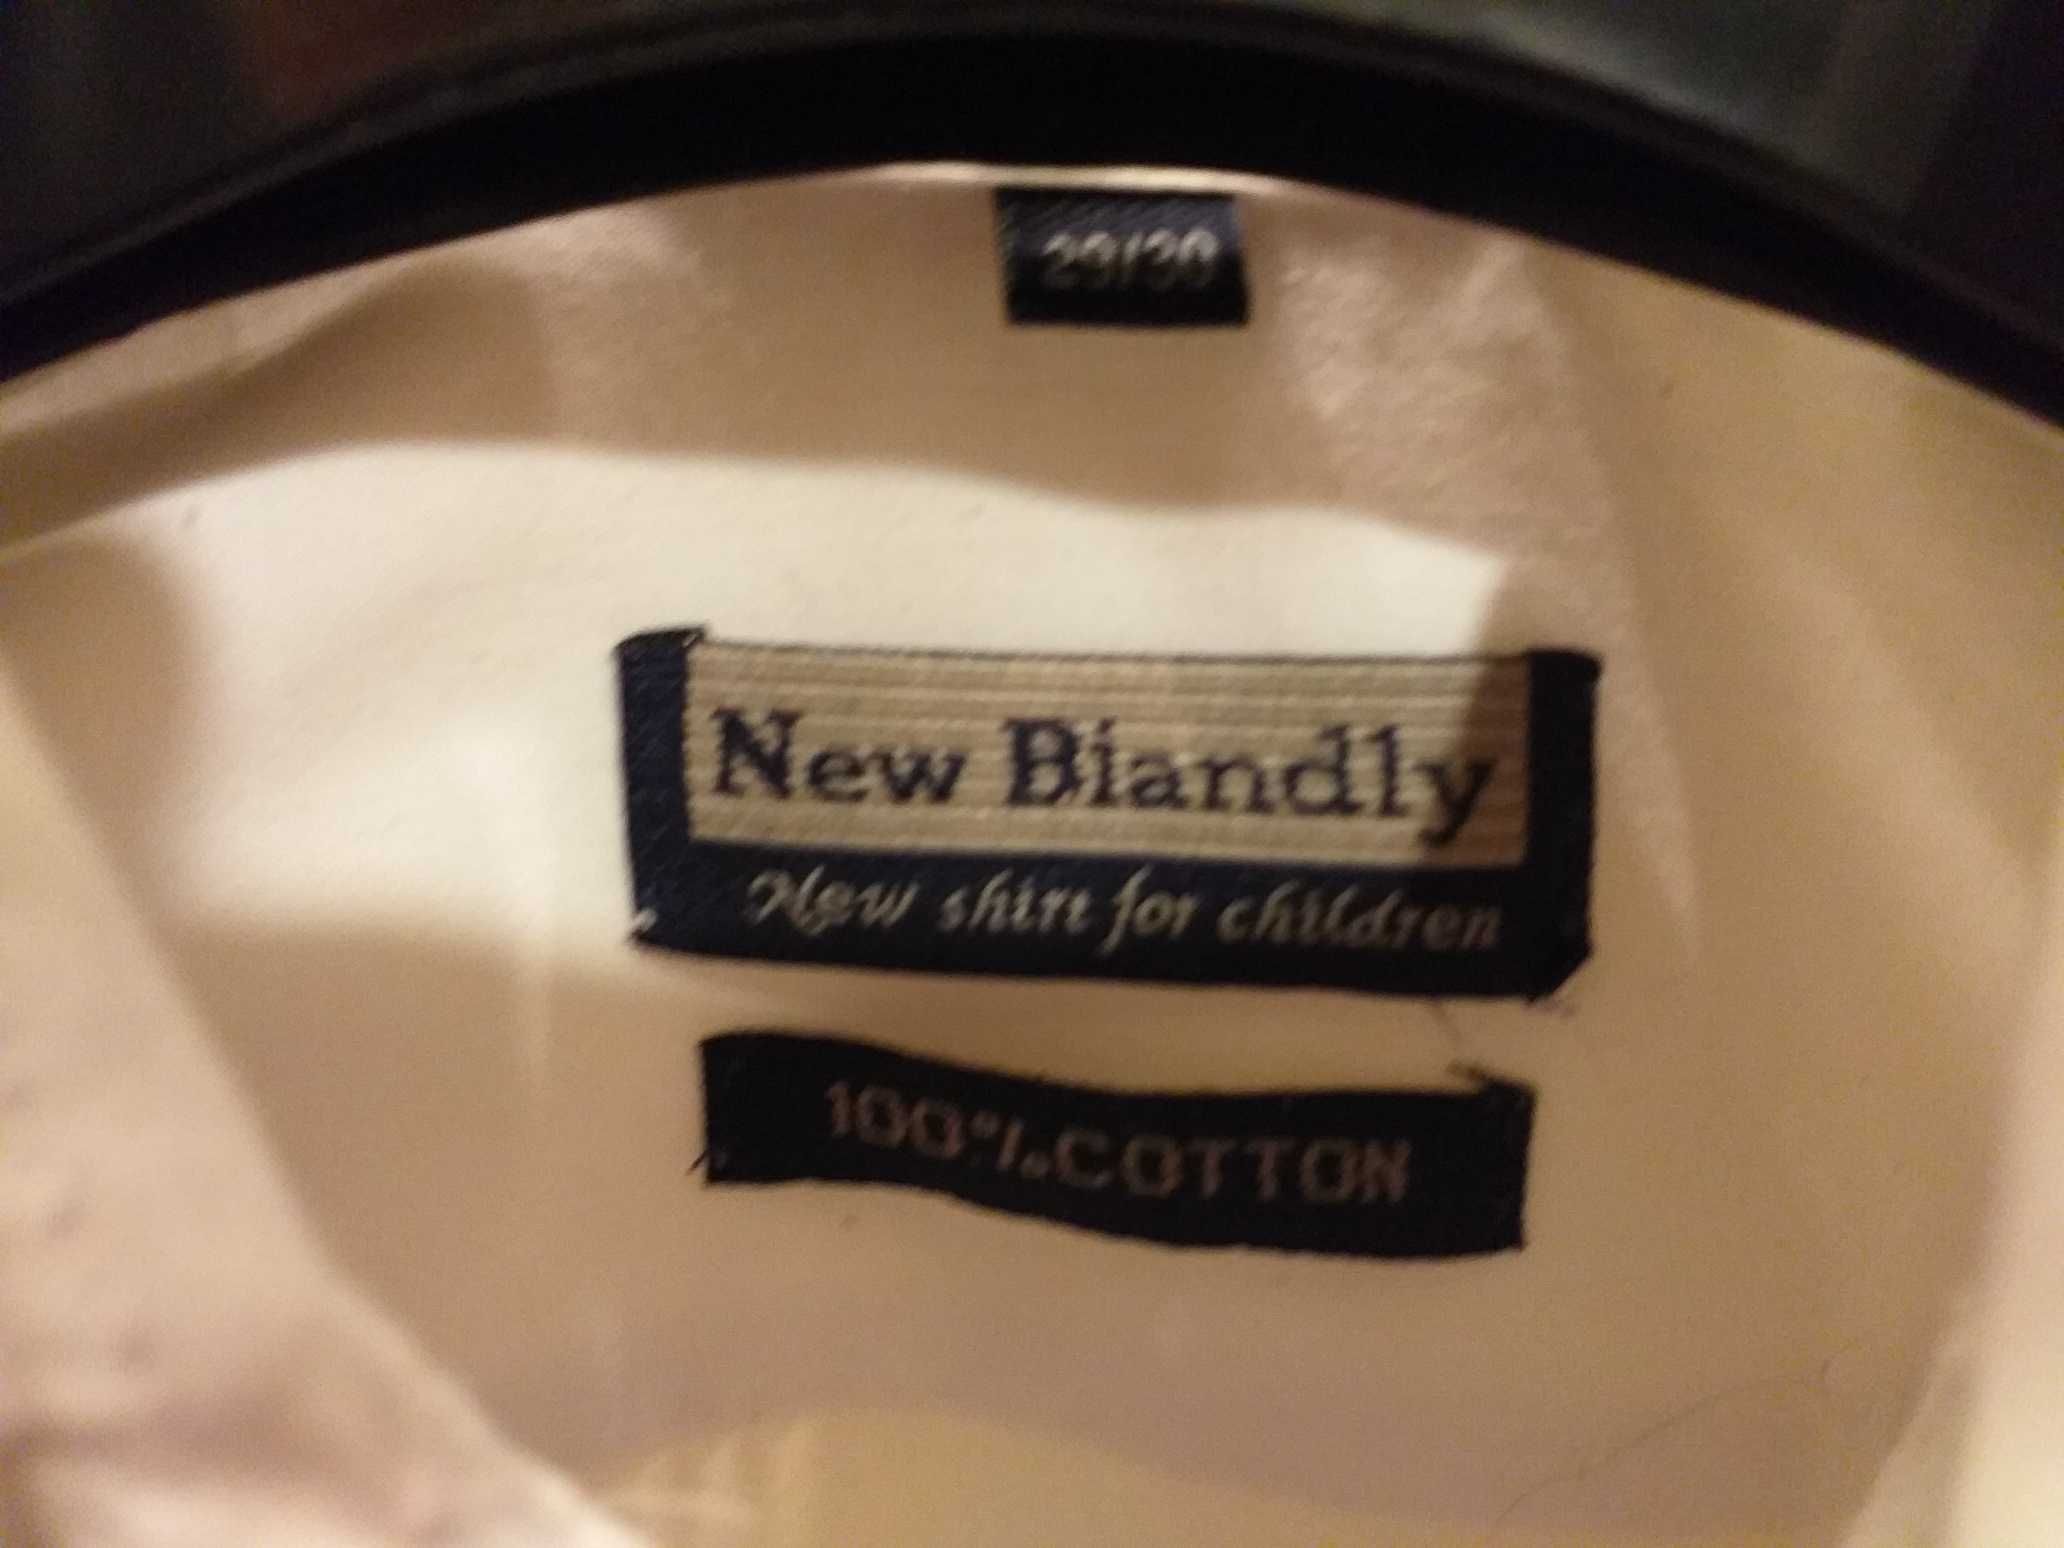 29/30
New Biandly
New shirt for children
100%COTTON